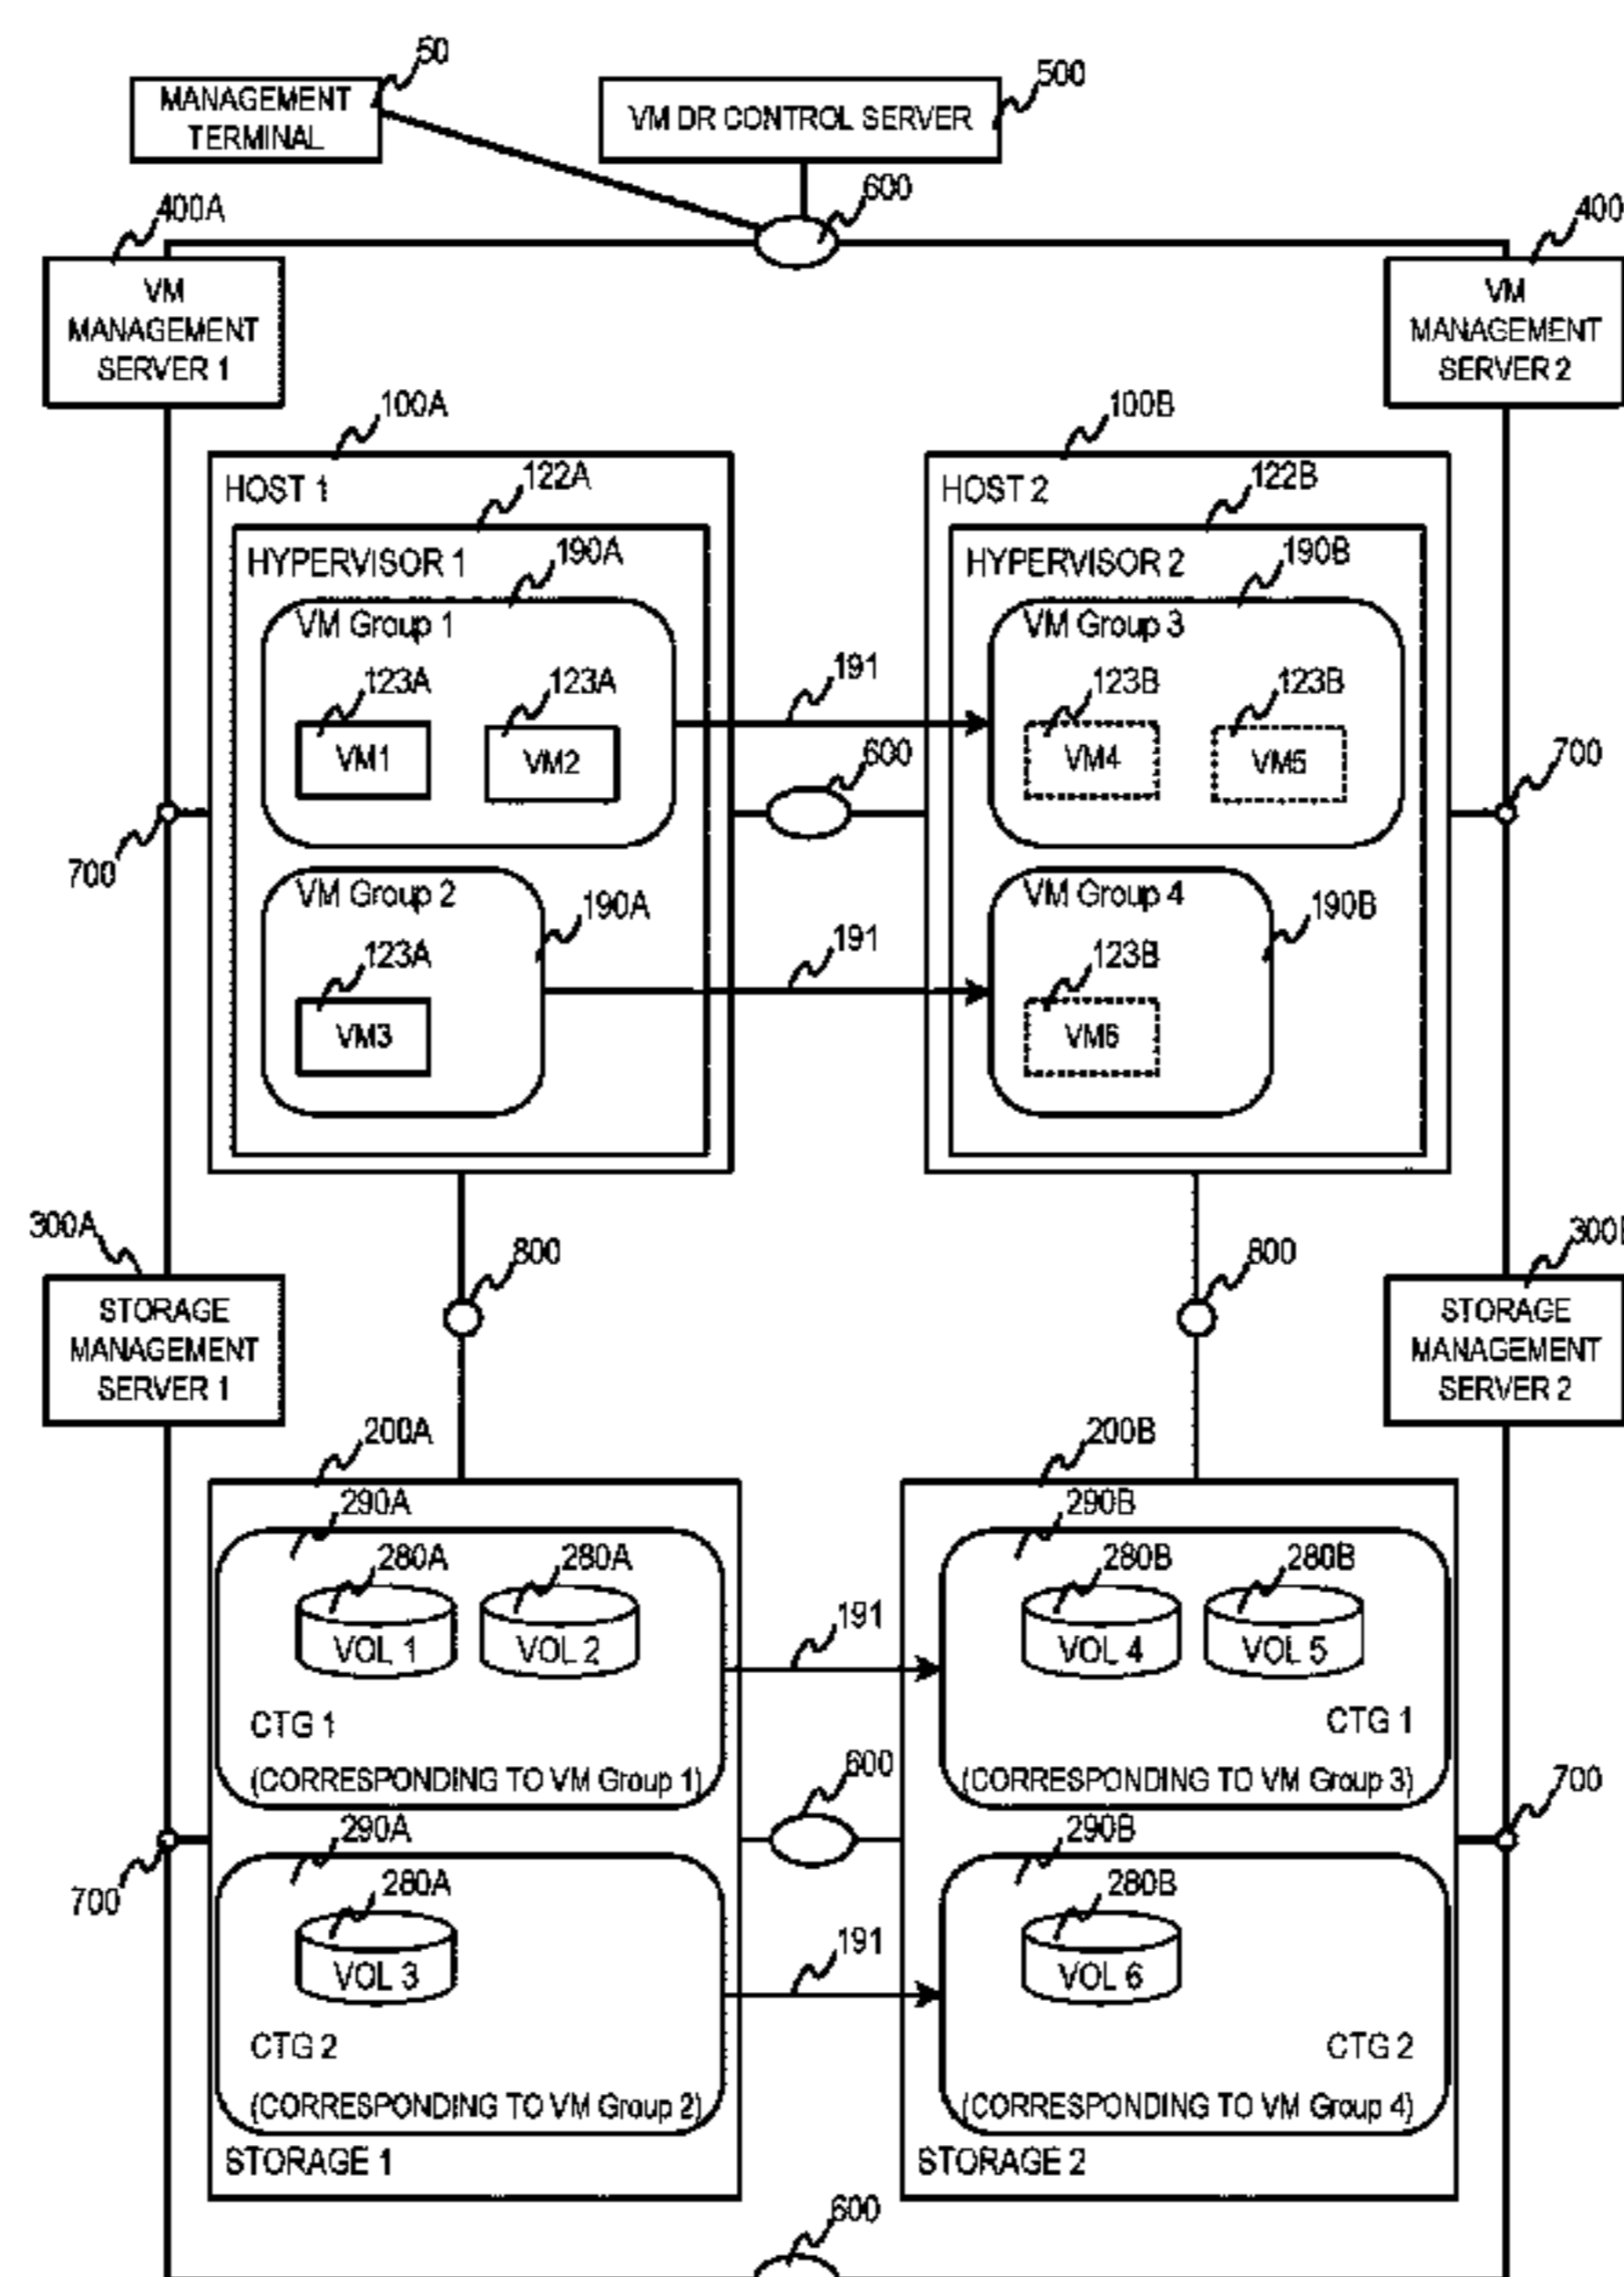 50
MANAGEMENT
TERMINAL
500
VM DR CONTROL SERVER
600
400A
400
VM
MANAGEMENT
SERVER 1
VM
MANAGEMENT
SERVER 2
100A
100B
HOST 1
HOST 2
122A
122B
HYPERVISOR 1
HYPERVISOR 2
190A
190B
VM Group 1
VM Group 3
123A
123A
123B
123B
VM1
VM2
VM4
VM5
191
600
700
700
VM Group 2
VM Group 4
190A
190B
123A
123B
VM3
VM6
191
300A
300
800
800
STORAGE
MANAGEMENT
SERVER 1
STORAGE
MANAGEMENT
SERVER 2
200A
200B
290A
290B
280A
280A
280B
280B
VOL 1
VOL 2
VOL 4
VOL 5
191
CTG 1
CTG 1
(CORRESPONDING TO VM Group 1)
(CORRESPONDING TO VM Group 3)
600
700
700
290A
290B
280A
280B
VOL 3
VOL 6
191
CTG 2
CTG 2
(CORRESPONDING TO VM Group 2)
(CORRESPONDING TO VM Group 4)
STORAGE 1
STORAGE 2
600